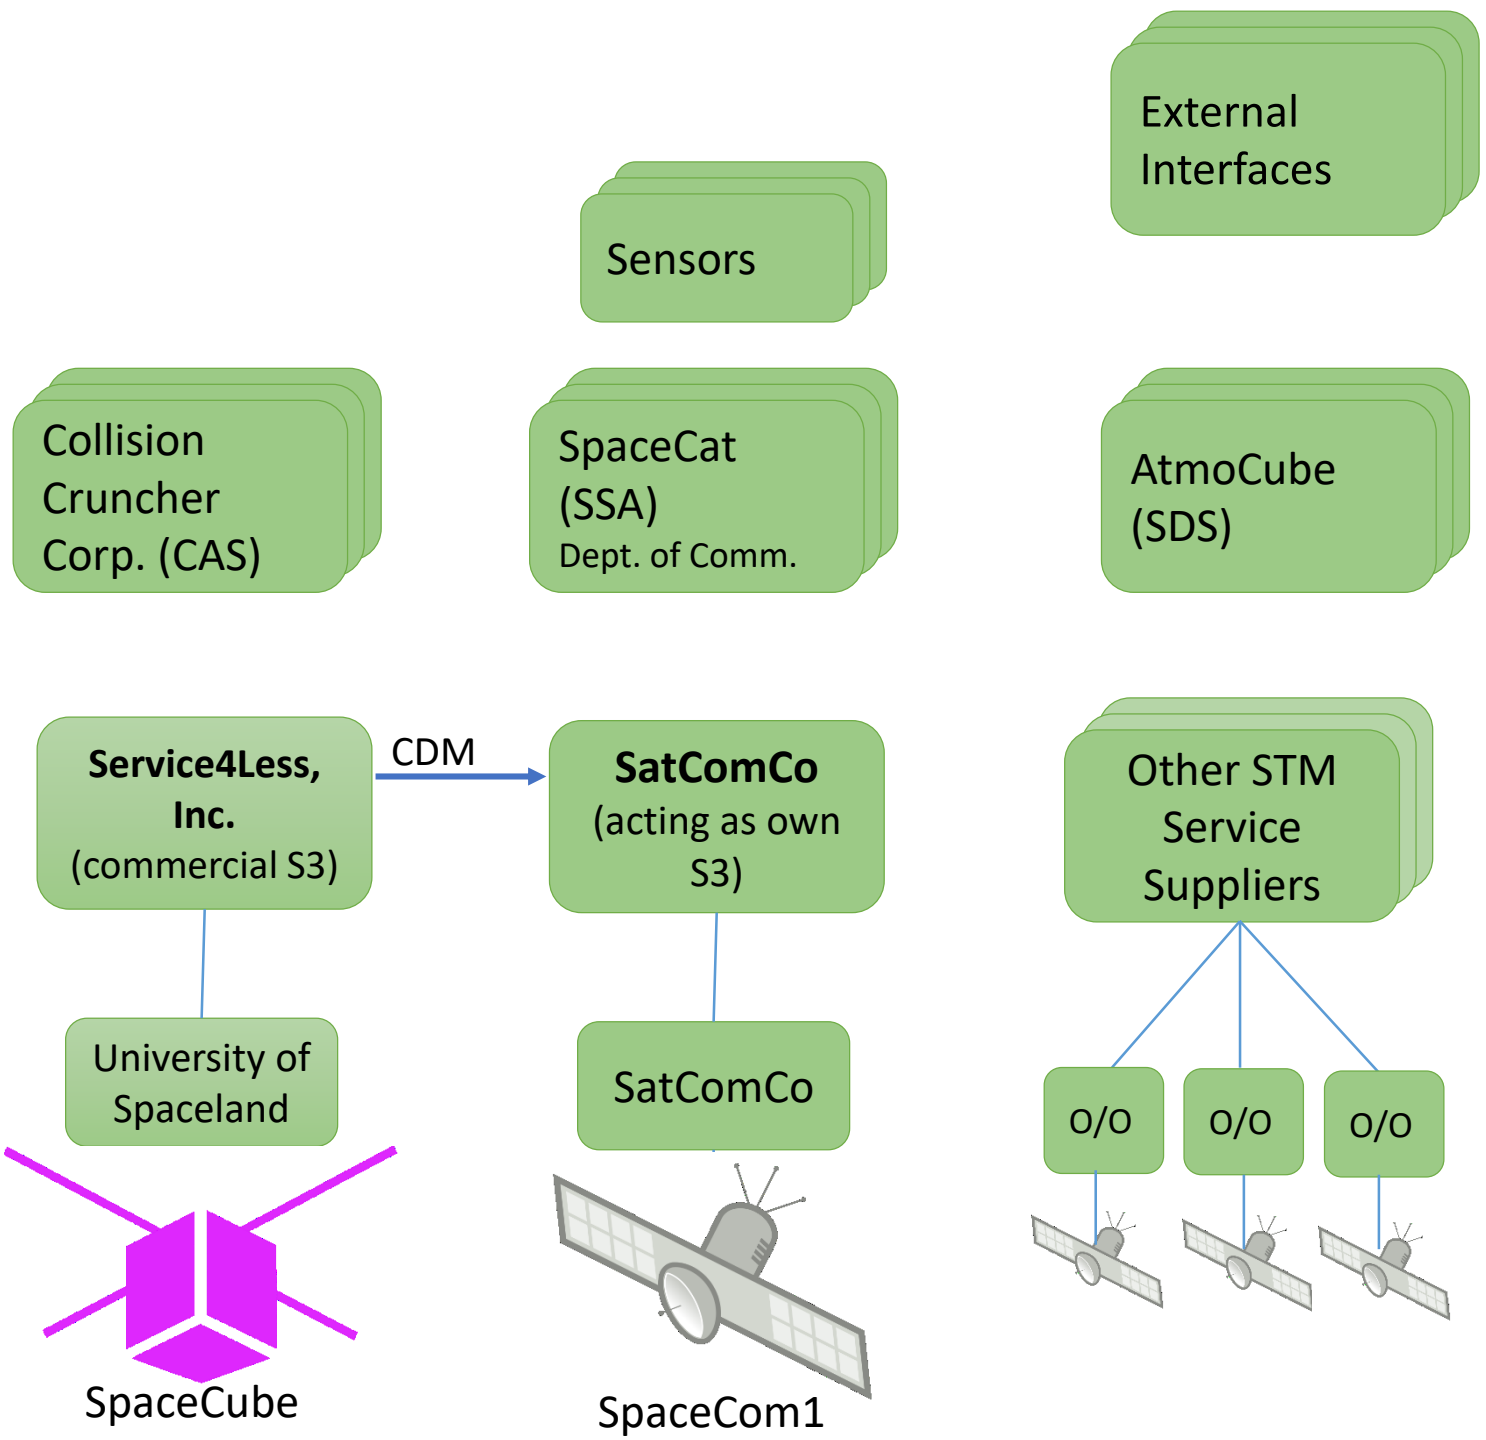 External
Interfaces
Sensors
Collision
Cruncher
Corp. (CAS)
SpaceCat
(SSA)
Dept. of Comm.
AtmoCube
(SDS)
Service4Less,
Inc.
(commercial S3)
CDM
SatComCo
(acting as own
S3)
Other STM
Service
Suppliers
University of
Spaceland
SatComCo
O/O
O/O
O/O
SpaceCube
SpaceCom1